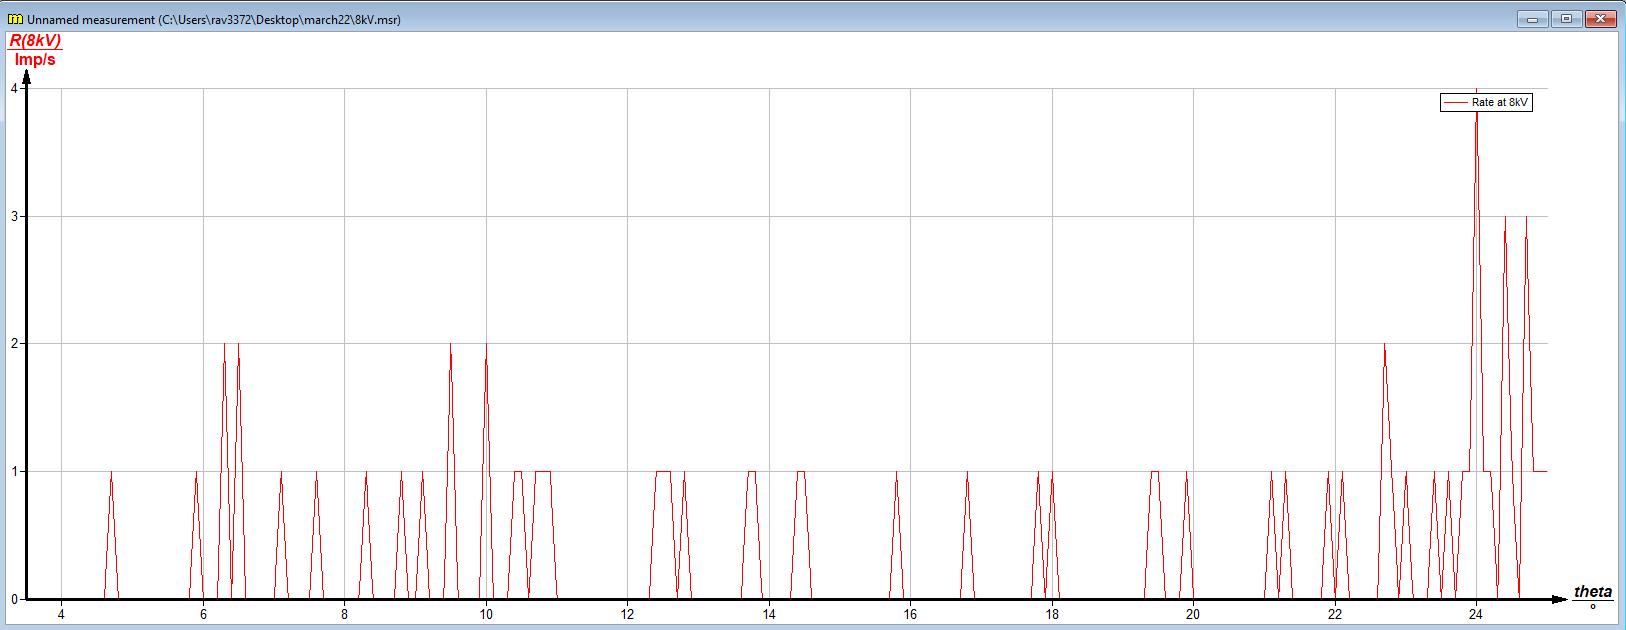 Unnamed measurement (C:\Users\rav3372\Desktop\march22\8kV.msr)
R(8kV)
Imp/s
4
3
2
1
0
Rate at 8kV
4 6 8 10 12 14 16 18 20 22 24
theta
°